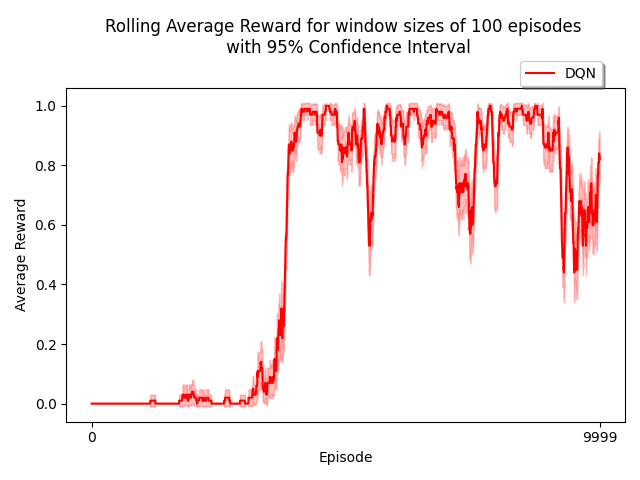 Rolling Average Reward for window sizes of 100 episodes
with 95% Confidence Interval
DQN
1.0
0.8
0.6
0.4
0.2
0.0
Average Reward
0
9999
Episode